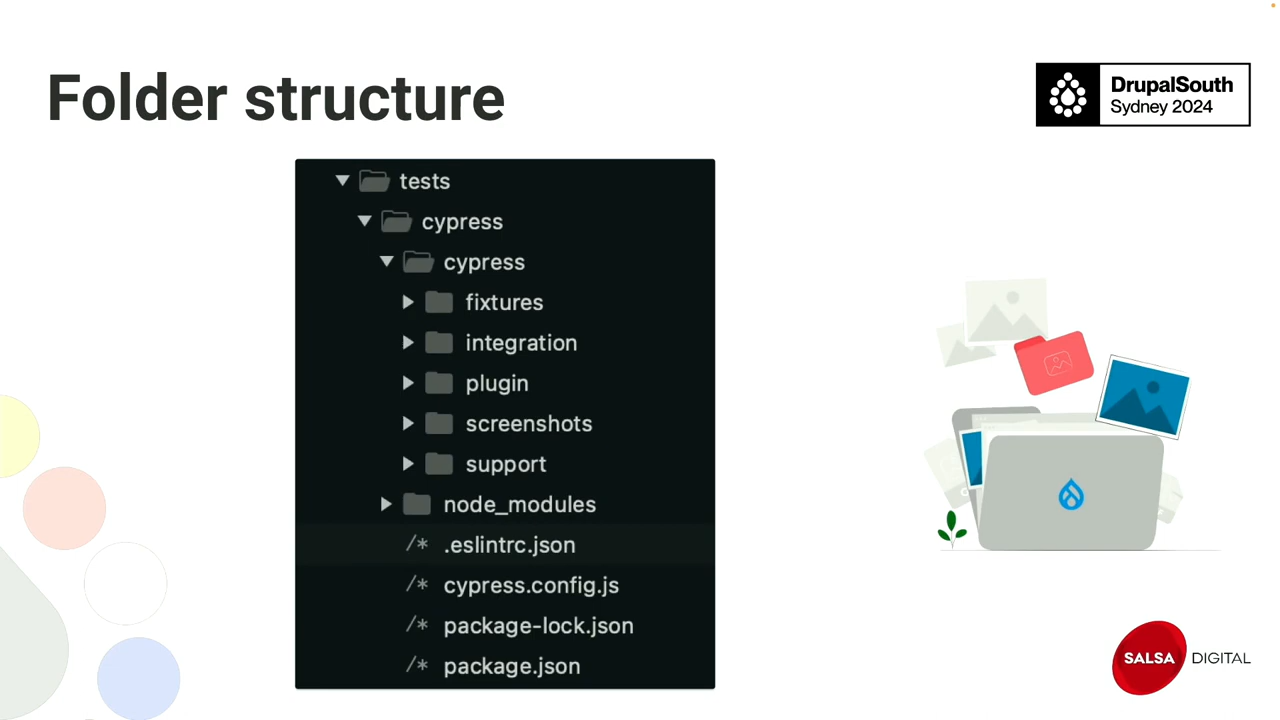 Folder structure
DrupalSouth
Sydney 2024
tests
cypress
cypress
fixtures
integration
plugin
screenshots
support
node_modules
/* .eslintrc.json
/* cypress.config.js
/* package-lock.json
/* package.json
SALSA DIGITAL